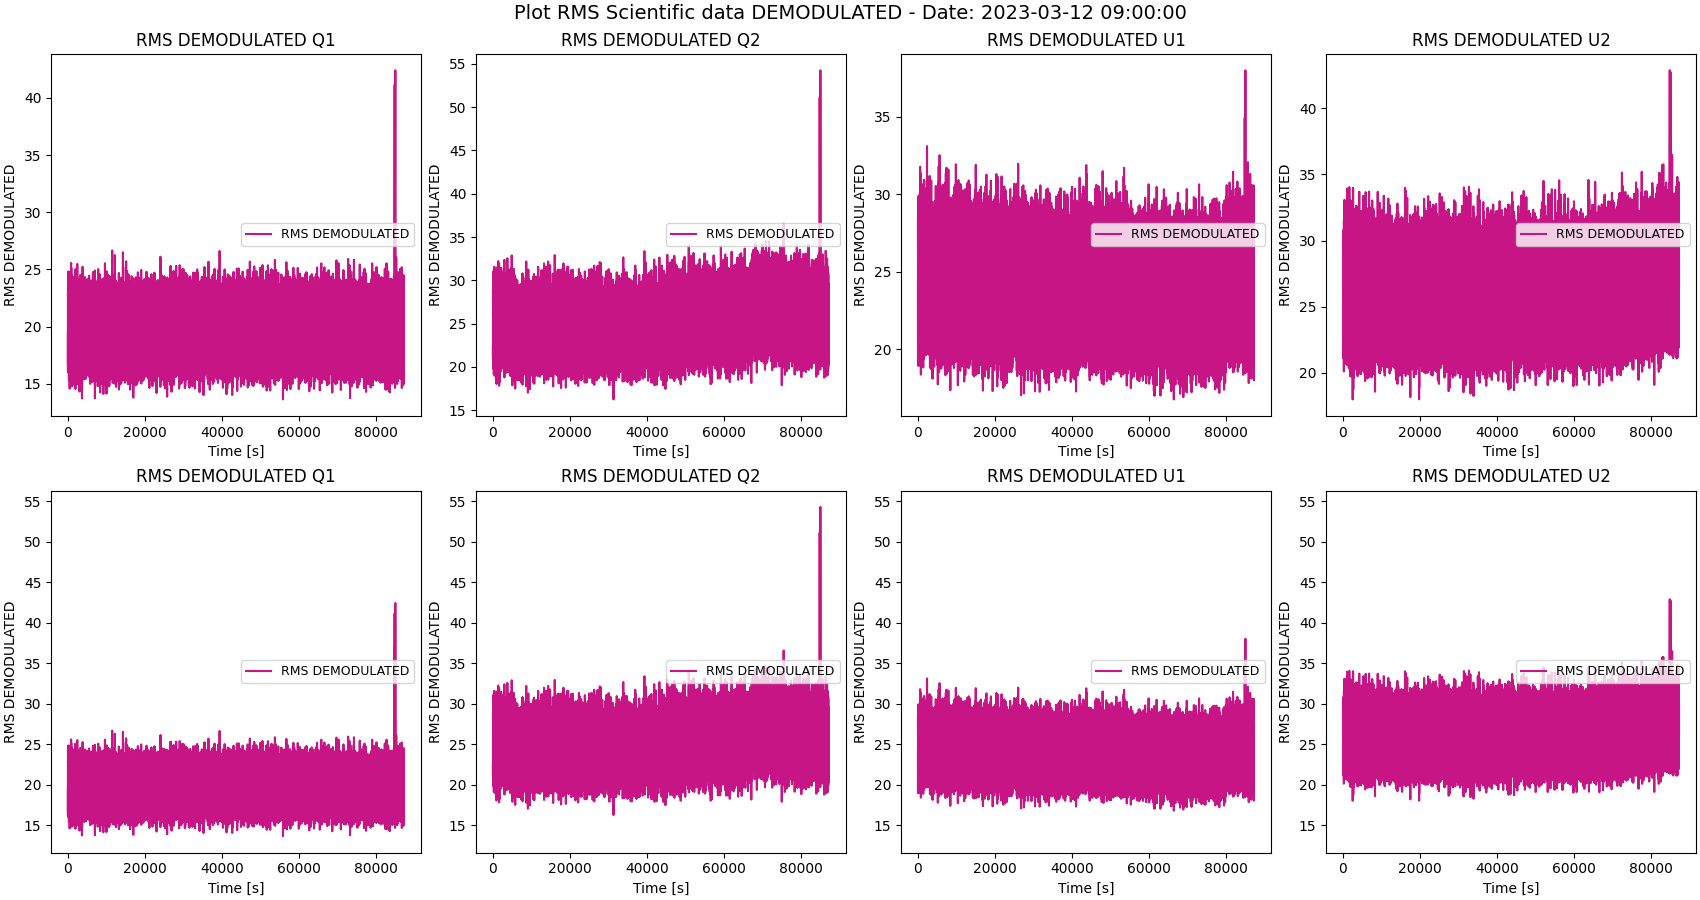 Plot RMS Scientific data DEMODULATED - Date: 2023-03-12 09:00:00
RMS DEMODULATED Q1
RMS DEMODULATED
40
35
30
25
20
15
RMS DEMODULATED
0 20000 40000 60000 80000
Time [s]
RMS DEMODULATED Q2
RMS DEMODULATED
55
50
45
40
35
30
25
20
15
RMS DEMODULATED
0 20000 40000 60000 80000
Time [s]
RMS DEMODULATED U1
RMS DEMODULATED
35
30
25
20
RMS DEMODULATED
0 20000 40000 60000 80000
Time [s]
RMS DEMODULATED U2
RMS DEMODULATED
40
35
30
25
20
RMS DEMODULATED
0 20000 40000 60000 80000
Time [s]
RMS DEMODULATED Q1
RMS DEMODULATED
55
50
45
40
35
30
25
20
15
RMS DEMODULATED
0 20000 40000 60000 80000
Time [s]
RMS DEMODULATED Q2
RMS DEMODULATED
55
50
45
40
35
30
25
20
15
RMS DEMODULATED
0 20000 40000 60000 80000
Time [s]
RMS DEMODULATED U1
RMS DEMODULATED
55
50
45
40
35
30
25
20
15
RMS DEMODULATED
0 20000 40000 60000 80000
Time [s]
RMS DEMODULATED U2
RMS DEMODULATED
55
50
45
40
35
30
25
20
15
RMS DEMODULATED
0 20000 40000 60000 80000
Time [s]